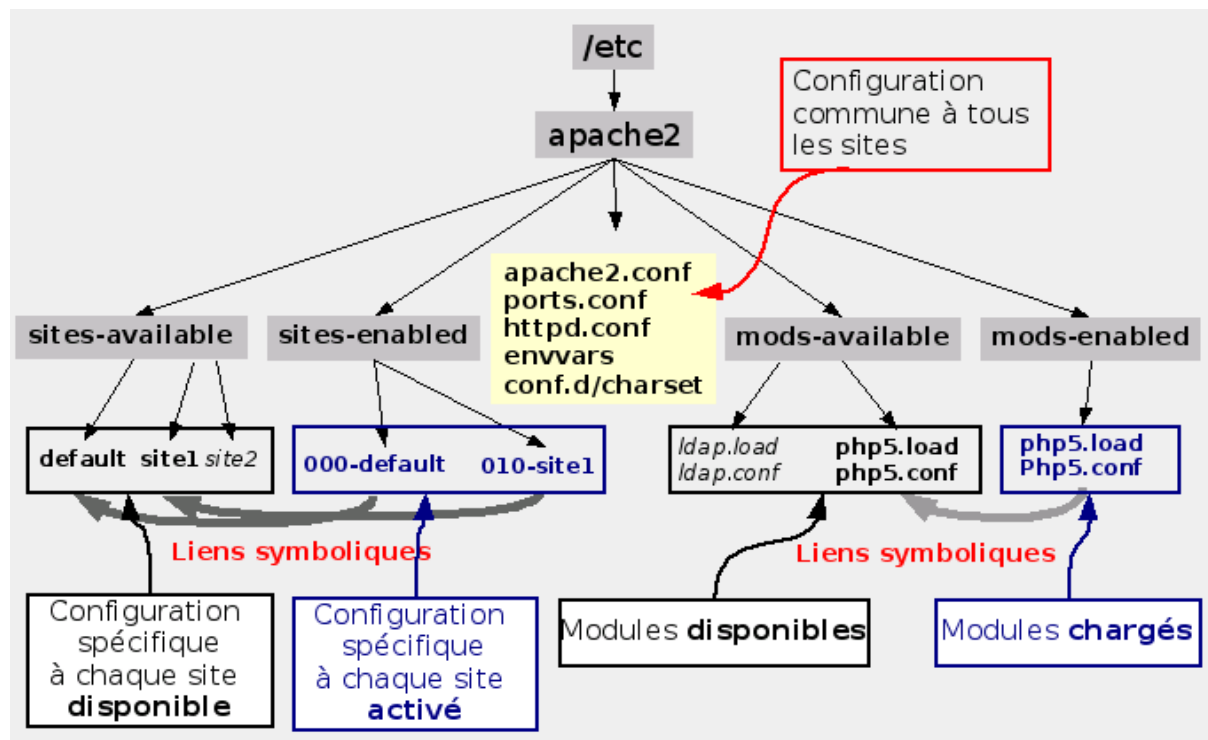 /etc
Configuration
commune à tous
les sites
apache2
apache2.conf
ports.conf
httpd.conf
envvars
conf.d/charset
sites-available
sites-enabled
mods-available
mods-enabled
default site1 site2
000-default 010-site1
ldap.load php5.load
ldap.conf php5.conf
php5.load
Php5.conf
Liens symboliques
Liens symboliques
Configuration
spécifique
à chaque site
disponible
Configuration
spécifique
à chaque site
activé
Modules disponibles
Modules chargés